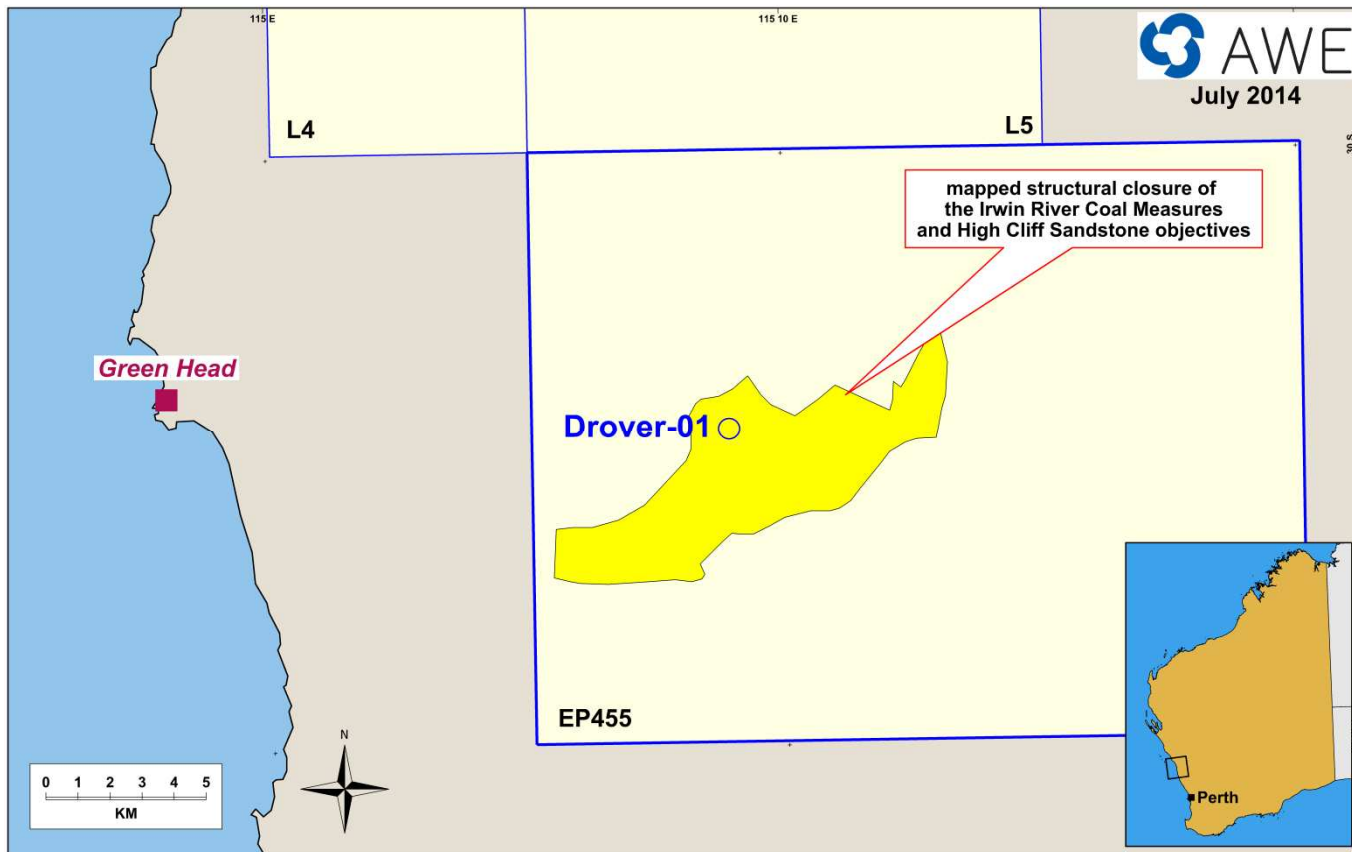 115 E
115 10 E
AWE
July 2014
L4
L5
30 S
mapped structural closure of
the Irwin River Coal Measures
and High Cliff Sandstone objectives
Green Head
Drover-01
EP455
N
0 1 2 3 4 5
KM
Perth